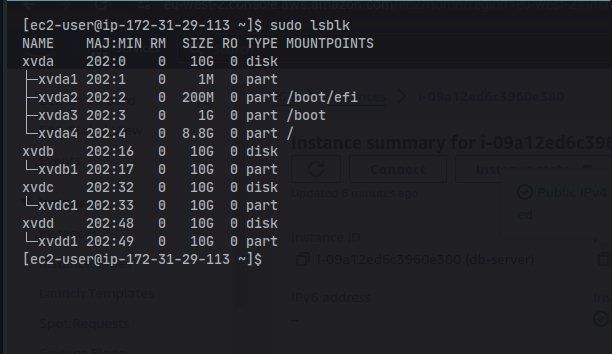 [ec2-user@ip-172-31-29-113 ~]$ sudo lsblk
NAME    MAJ:MIN RM  SIZE RO TYPE MOUNTPOINTS
xvda    202:0    0   10G  0 disk
├─xvda1 202:1    0    1M  0 part
├─xvda2 202:2    0  200M  0 part /boot/efi
├─xvda3 202:3    0    1G  0 part /boot
└─xvda4 202:4    0  8.8G  0 part /
xvdb    202:16   0   10G  0 disk
└─xvdb1 202:17   0   10G  0 part
xvdc    202:32   0   10G  0 disk
└─xvdc1 202:33   0   10G  0 part
xvdd    202:48   0   10G  0 disk
└─xvdd1 202:49   0   10G  0 part
[ec2-user@ip-172-31-29-113 ~]$
i-09a12ed6c3960e380
Instance summary for i-09a12ed6c396
Connect
Updated 5 minutes ago
Public IPv4
ed
Instance ID
i-09a12ed6c3960e380 (db-server)
Launch Templates
IPv6 address
–
Spot Requests